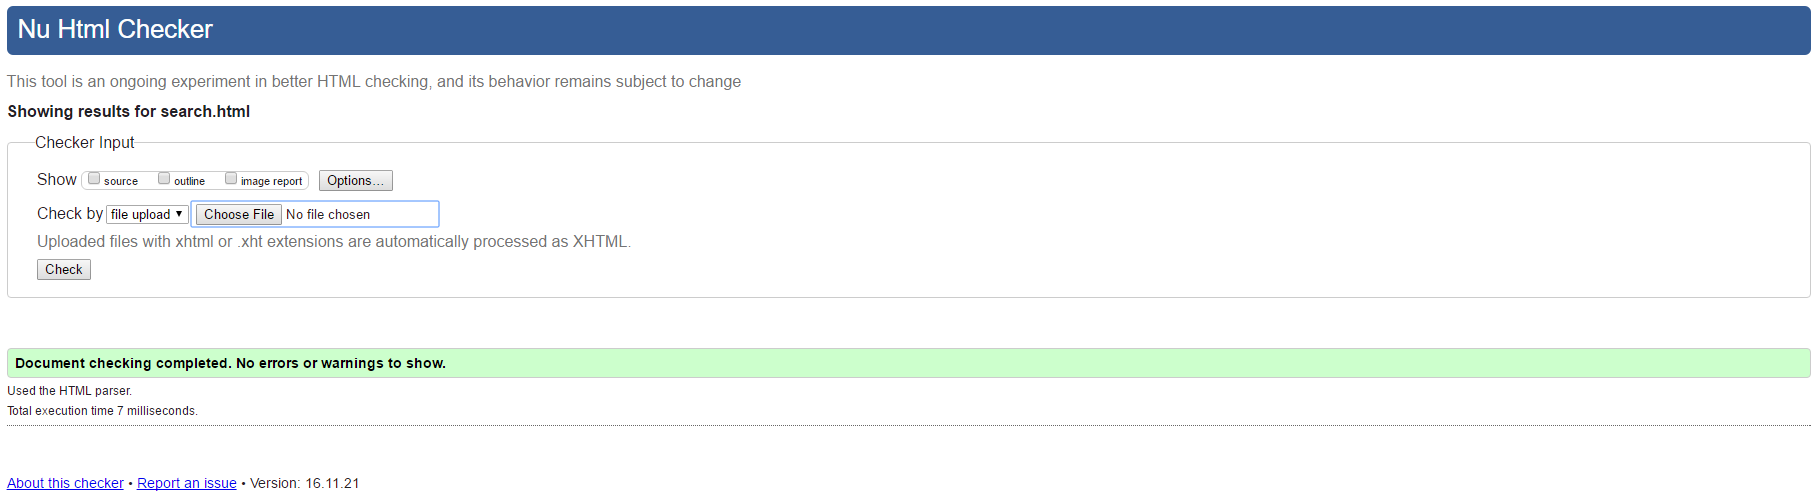 Nu Html Checker
This tool is an ongoing experiment in better HTML checking, and its behavior remains subject to change
Showing results for search.html
Checker Input
Show source outline image report Options...
Check by file upload Choose File No file chosen
Uploaded files with xhtml or .xht extensions are automatically processed as XHTML.
Check
Document checking completed. No errors or warnings to show.
Used the HTML parser.
Total execution time 7 milliseconds.
About this checker • Report an issue • Version: 16.11.21